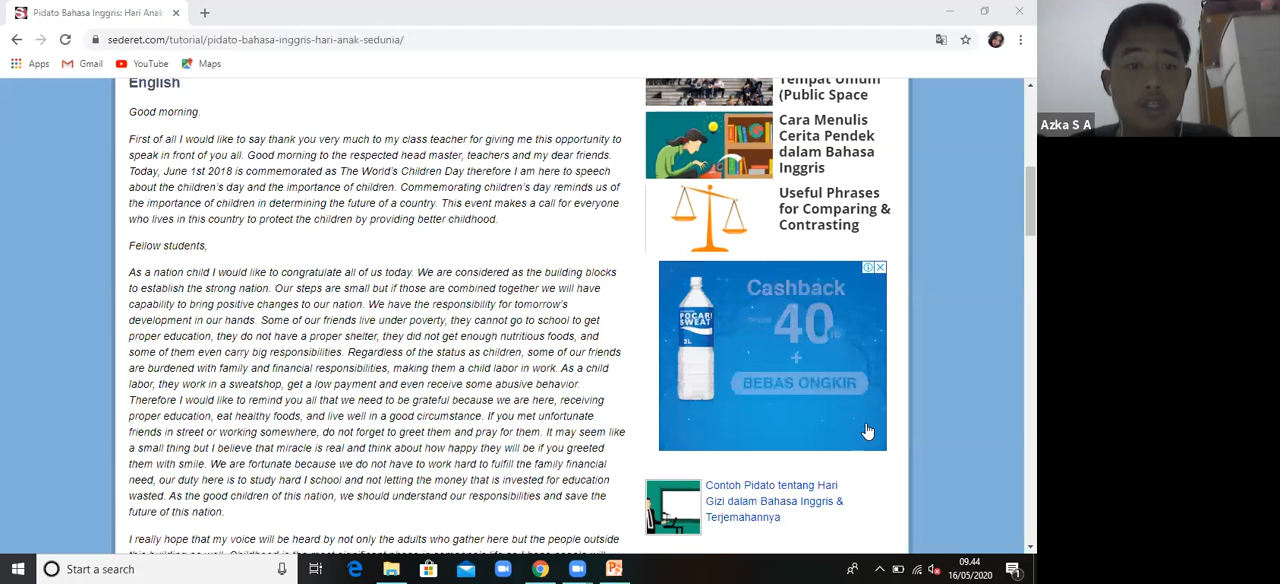 Pidato Bahasa Inggris: Hari Anak
sederet.com/tutorial/pidato-bahasa-inggris-hari-anak-sedunia/
Apps
Gmail
YouTube
Maps
English
Good morning.
First of all I would like to say thank you very much to my class teacher for giving me this opportunity to
speak in front of you all. Good morning to the respected head master, teachers and my dear friends.
Today, June 1st 2018 is commemorated as The World's Children Day therefore I am here to speech
about the children's day and the importance of children. Commemorating children's day reminds us of
the importance of children in determining the future of a country. This event makes a call for everyone
who lives in this country to protect the children by providing better childhood.
Fellow students,
As a nation child I would like to congratulate all of us today. We are considered as the building blocks
to establish the strong nation. Our steps are small but if those are combined together we will have
capability to bring positive changes to our nation. We have the responsibility for tomorrow's
development in our hands. Some of our friends live under poverty, they cannot go to school to get
proper education, they do not have a proper shelter, they did not get enough nutritious foods, and
some of them even carry big responsibilities. Regardless of the status as children, some of our friends
are burdened with family and financial responsibilities, making them a child labor in work. As a child
labor, they work in a sweatshop, get a low payment and even receive some abusive behavior.
Therefore I would like to remind you all that we need to be grateful because we are here, receiving
proper education, eat healthy foods, and live well in a good circumstance. If you met unfortunate
friends in street or working somewhere, do not forget to greet them and pray for them. It may seem like
a small thing but I believe that miracle is real and think about how happy they will be if you greeted
them with smile. We are fortunate because we do not have to work hard to fulfill the family financial
need, our duty here is to study hard I school and not letting the money that is invested for education
wasted. As the good children of this nation, we should understand our responsibilities and save the
future of this nation.
I really hope that my voice will be heard by not only the adults who gather here but the people outside
Tempat Umum
(Public Space
Cara Menulis
Cerita Pendek
dalam Bahasa
Inggris
Useful Phrases
for Comparing &
Contrasting
Cashback
40
+
BEBAS ONGKIR
POCARI
SWEAT
2L
Contoh Pidato tentang Hari
Gizi dalam Bahasa Inggris &
Terjemahannya
Azka S A
Start a search
09.44
16/05/2020